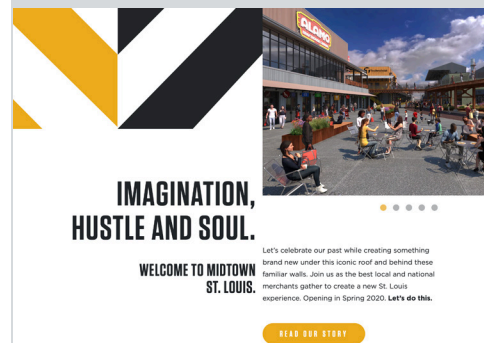 ALAMO
IMAGINATION,
HUSTLE AND SOUL.
WELCOME TO MIDTOWN
ST. LOUIS.
Let's celebrate our past while creating something
brand new under this iconic roof and behind these
familiar walls. Join us as the best local and national
merchants gather to create a new St. Louis
experience. Opening in Spring 2020. Let's do this.
READ OUR STORY